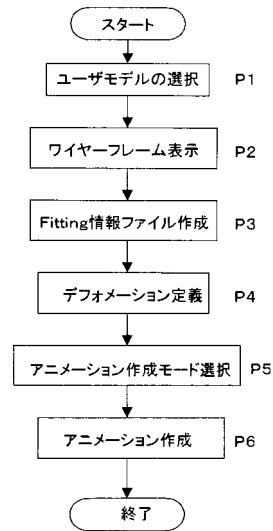 スタート
ユーザモデルの選択 P1
ワイヤーフレーム表示 P2
Fitting情報ファイル作成 P3
デフォメーション定義 P4
アニメーション作成モード選択 P5
アニメーション作成 P6
終了